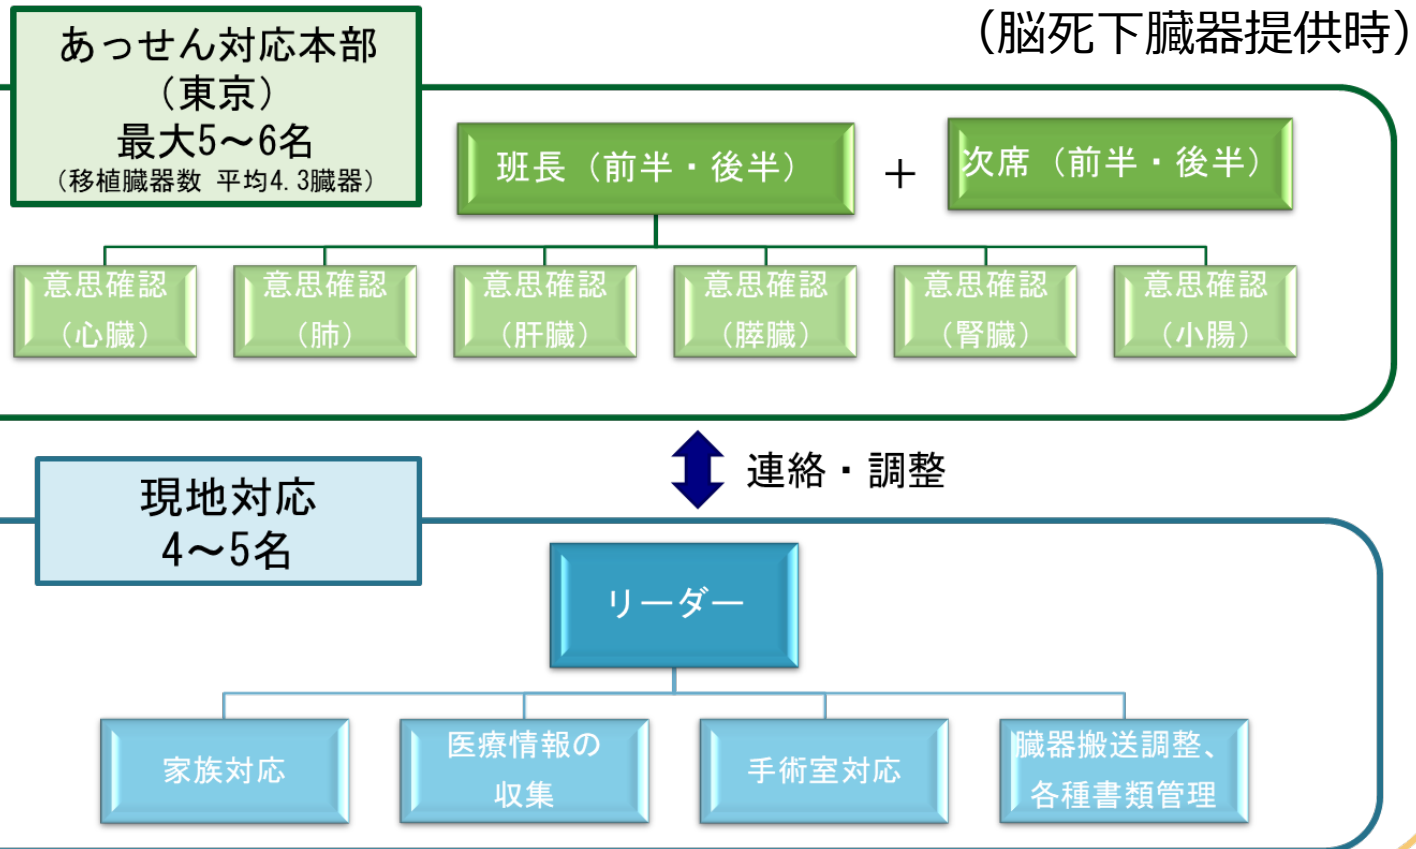 (脳死下臓器提供時)
あっせん対応本部
(東京)
最大5～6名
(移植臓器数 平均4.3臓器)
班長(前半・後半)
+
次席(前半・後半)
意思確認
(心臓)
意思確認
(肺)
意思確認
(肝臓)
意思確認
(膵臓)
意思確認
(腎臓)
意思確認
(小腸)
連絡・調整
現地対応
4～5名
リーダー
家族対応
医療情報の
収集
手術室対応
臓器搬送調整、
各種書類管理